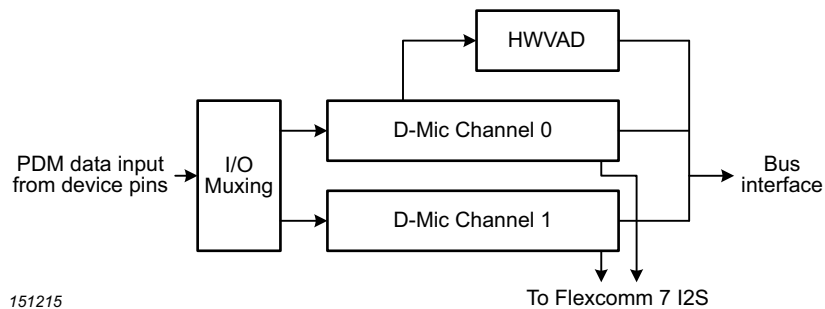 HWVAD
D-Mic Channel 0
PDM data input
from device pins
I/O
Muxing
Bus
interface
D-Mic Channel 1
151215
To Flexcomm 7 I2S